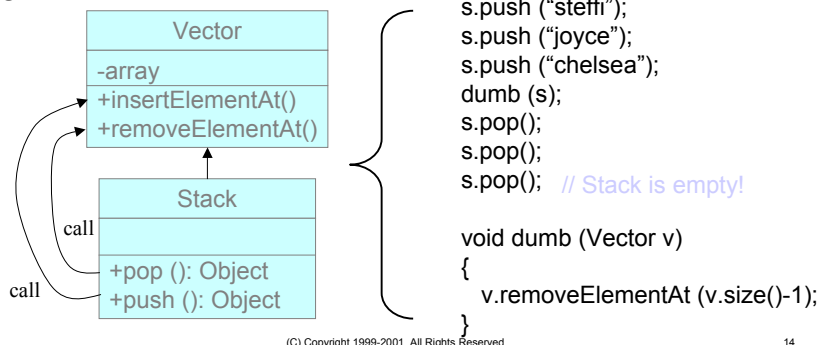 Vector
-array
+insertElementAt()
+removeElementAt()
Stack
call
+pop (): Object
+push (): Object
call
s.push (“steffi”);
s.push (“joyce”);
s.push (“chelsea”);
dumb (s);
s.pop();
s.pop();
s.pop(); // Stack is empty!
void dumb (Vector v)
{
v.removeElementAt (v.size()-1);
}
(C) Copyright 1999-2001 All Rights Reserved
14